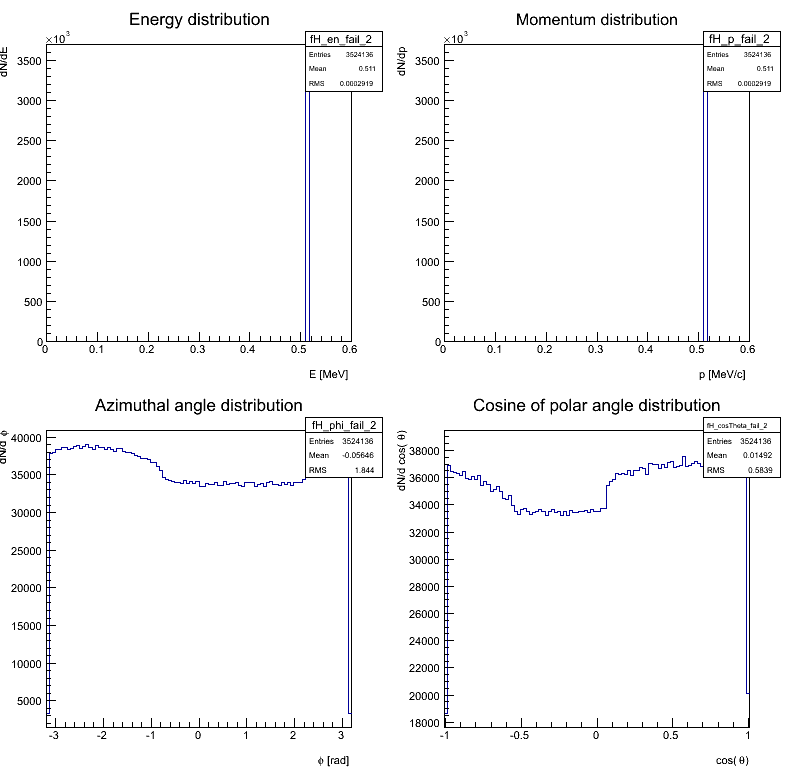 Energy distribution
×10³
dN/dE
fH_en_fail_2
Entries 3524136
Mean 0.511
RMS 0.0002919
3500
3000
2500
2000
1500
1000
500
0
0 0.1 0.2 0.3 0.4 0.5 0.6
E [MeV]
Momentum distribution
×10³
dN/dp
fH_p_fail_2
Entries 3524136
Mean 0.511
RMS 0.0002919
3500
3000
2500
2000
1500
1000
500
0
0 0.1 0.2 0.3 0.4 0.5 0.6
p [MeV/c]
Azimuthal angle distribution
dN/d φ
fH_phi_fail_2
Entries 3524136
Mean -0.05646
RMS 1.844
40000
35000
30000
25000
20000
15000
10000
5000
-3 -2 -1 0 1 2 3
φ [rad]
Cosine of polar angle distribution
dN/d cos( θ)
fH_cosTheta_fail_2
Entries 3524136
Mean 0.01492
RMS 0.5839
38000
36000
34000
32000
30000
28000
26000
24000
22000
20000
18000
-1 -0.5 0 0.5 1
cos( θ)